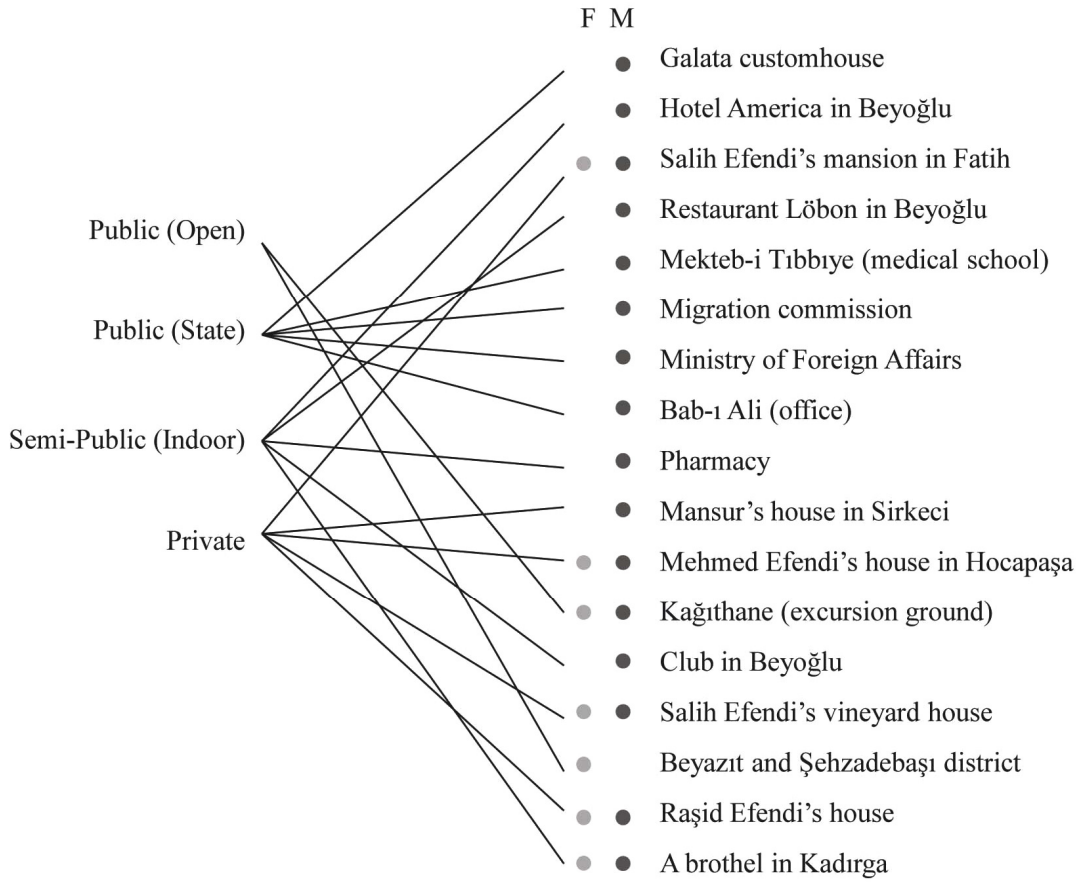 F M
Galata customhouse
Hotel America in Beyoğlu
Salih Efendi’s mansion in Fatih
Restaurant Löbon in Beyoğlu
Mekteb-i Tıbbıye (medical school)
Migration commission
Ministry of Foreign Affairs
Bab-ı Ali (office)
Pharmacy
Mansur’s house in Sirkeci
Mehmed Efendi’s house in Hocapaşa
Kağıthane (excursion ground)
Club in Beyoğlu
Salih Efendi’s vineyard house
Beyazıt and Şehzadebaşı district
Raşid Efendi’s house
A brothel in Kadırga
Public (Open)
Public (State)
Semi-Public (Indoor)
Private